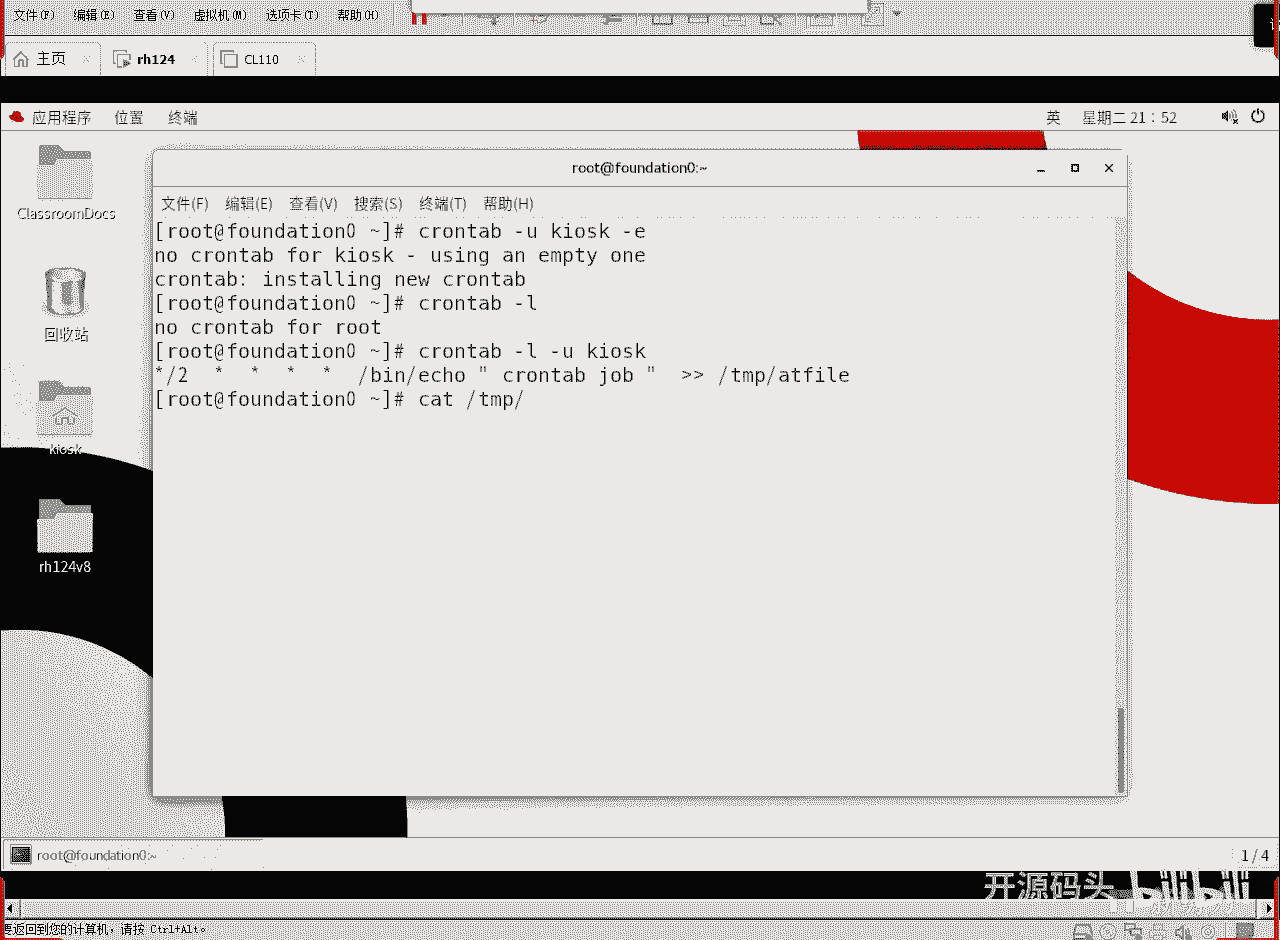 文件(F) 编辑(E) 查看(V) 虚拟机(M) 选项卡(T) 帮助(H)
主页 × rh124 × CL110 ×
应用程序 位置 终端 英 星期二 21：52
ClassroomDocs
回收站
kiosk
rh124v8
root@foundation0:~
文件(F) 编辑(E) 查看(V) 搜索(S) 终端(T) 帮助(H)
[root@foundation0 ~]# crontab -u kiosk -e
no crontab for kiosk - using an empty one
crontab: installing new crontab
[root@foundation0 ~]# crontab -l
no crontab for root
[root@foundation0 ~]# crontab -l -u kiosk
*/2  *  *  *  *  /bin/echo " crontab job "  >> /tmp/atfile
[root@foundation0 ~]# cat /tmp/
root@foundation0:~
1 / 4
开源码头 bilibili
要返回到您的计算机，请按 Ctrl+Alt。